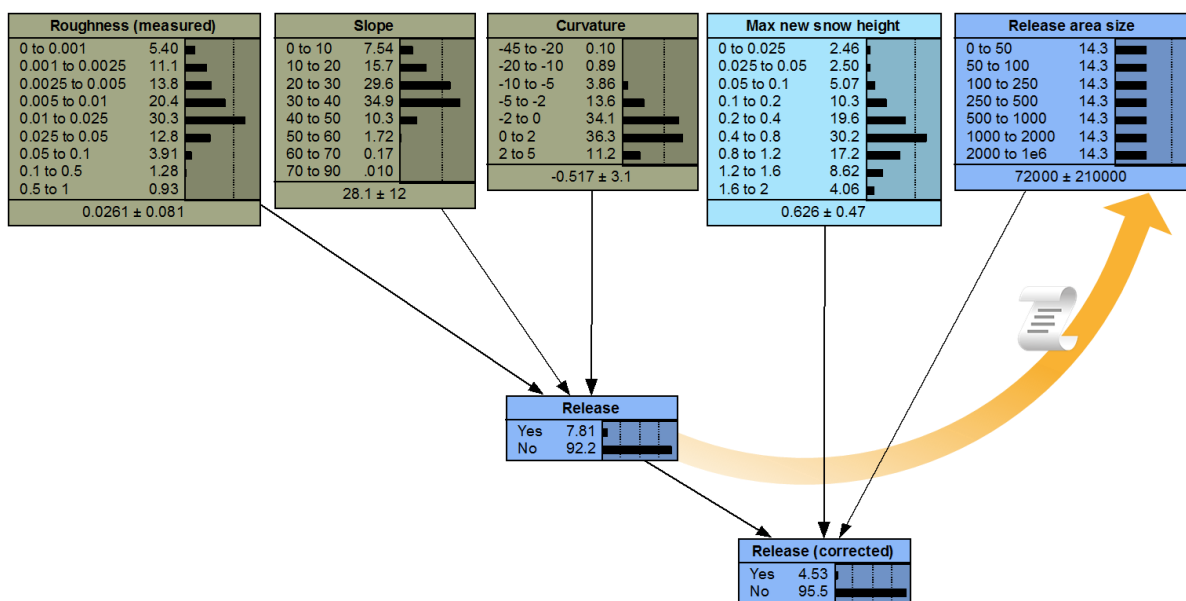 Roughness (measured)
0 to 0.001 5.40
0.001 to 0.0025 11.1
0.0025 to 0.005 13.8
0.005 to 0.01 20.4
0.01 to 0.025 30.3
0.025 to 0.05 12.8
0.05 to 0.1 3.91
0.1 to 0.5 1.28
0.5 to 1 0.93
0.0261 ± 0.081
Slope
0 to 10 7.54
10 to 20 15.7
20 to 30 29.6
30 to 40 34.9
40 to 50 10.3
50 to 60 1.72
60 to 70 0.17
70 to 90 .010
28.1 ± 12
Curvature
-45 to -20 0.10
-20 to -10 0.89
-10 to -5 3.86
-5 to -2 13.6
-2 to 0 34.1
0 to 2 36.3
2 to 5 11.2
-0.517 ± 3.1
Max new snow height
0 to 0.025 2.46
0.025 to 0.05 2.50
0.05 to 0.1 5.07
0.1 to 0.2 10.3
0.2 to 0.4 19.6
0.4 to 0.8 30.2
0.8 to 1.2 17.2
1.2 to 1.6 8.62
1.6 to 2 4.06
0.626 ± 0.47
Release area size
0 to 50 14.3
50 to 100 14.3
100 to 250 14.3
250 to 500 14.3
500 to 1000 14.3
1000 to 2000 14.3
2000 to 1e6 14.3
72000 ± 210000
Release
Yes 7.81
No 92.2
Release (corrected)
Yes 4.53
No 95.5